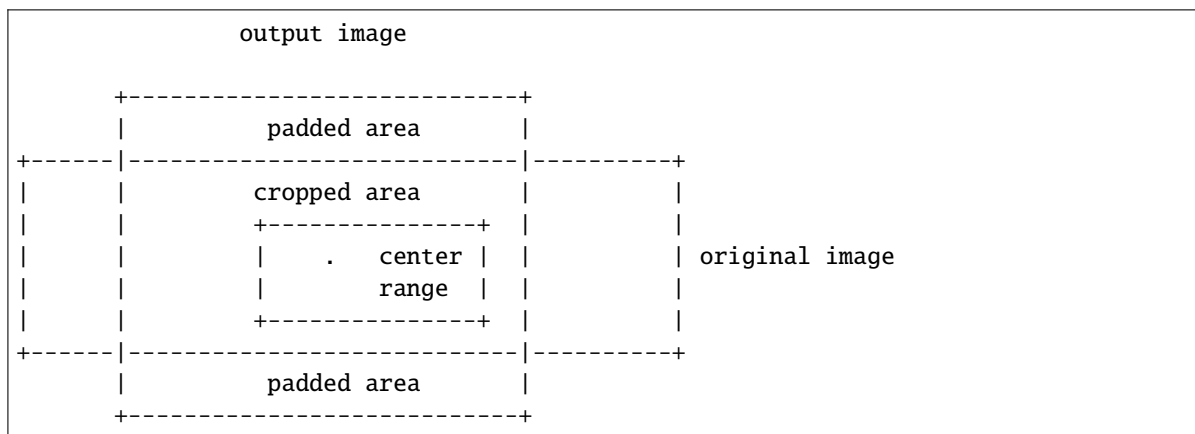 output image
padded area
cropped area
. center
original image
range
padded area